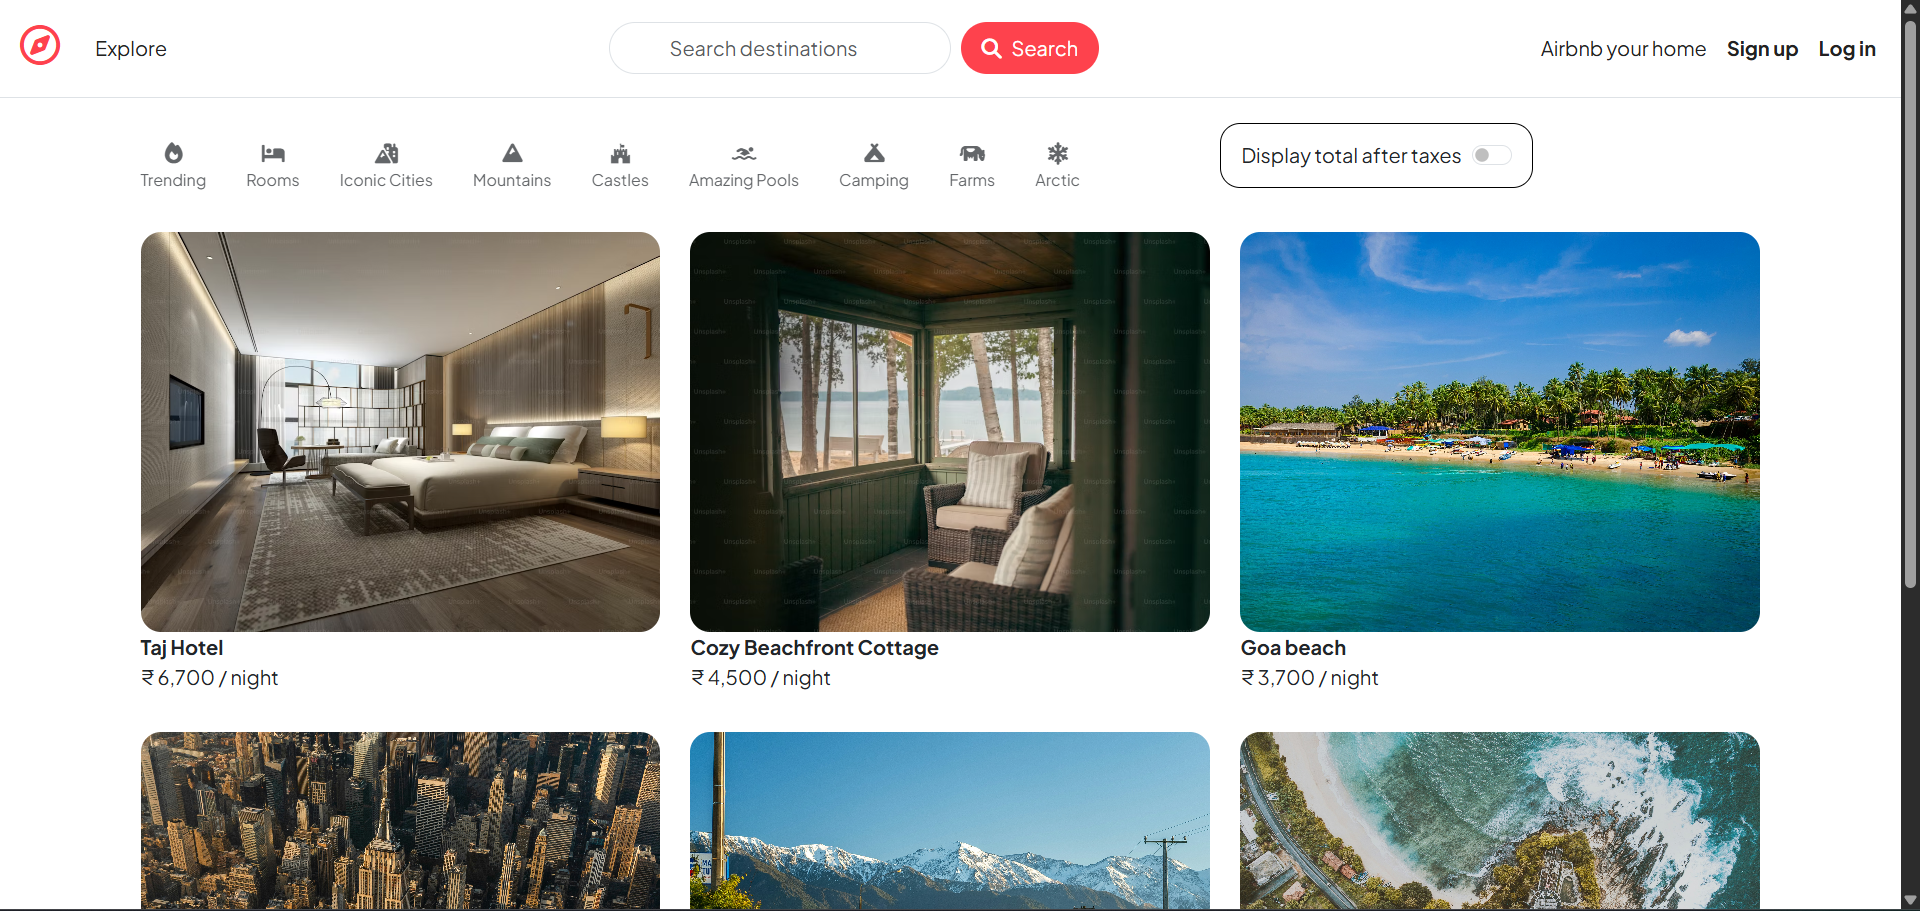 Explore
Search destinations
Search
Airbnb your home
Sign up
Log in
Trending
Rooms
Iconic Cities
Mountains
Castles
Amazing Pools
Camping
Farms
Arctic
Display total after taxes
Unsplash+
Taj Hotel
₹ 6,700 / night
Cozy Beachfront Cottage
₹ 4,500 / night
Goa beach
₹ 3,700 / night